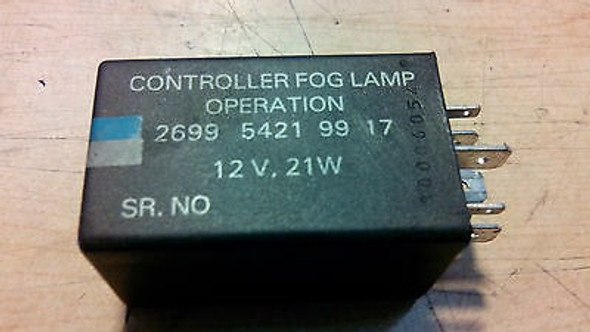 CONTROLLER FOG LAMP
OPERATION
2699 5421 99 17
12 V. 21W
SR. NO